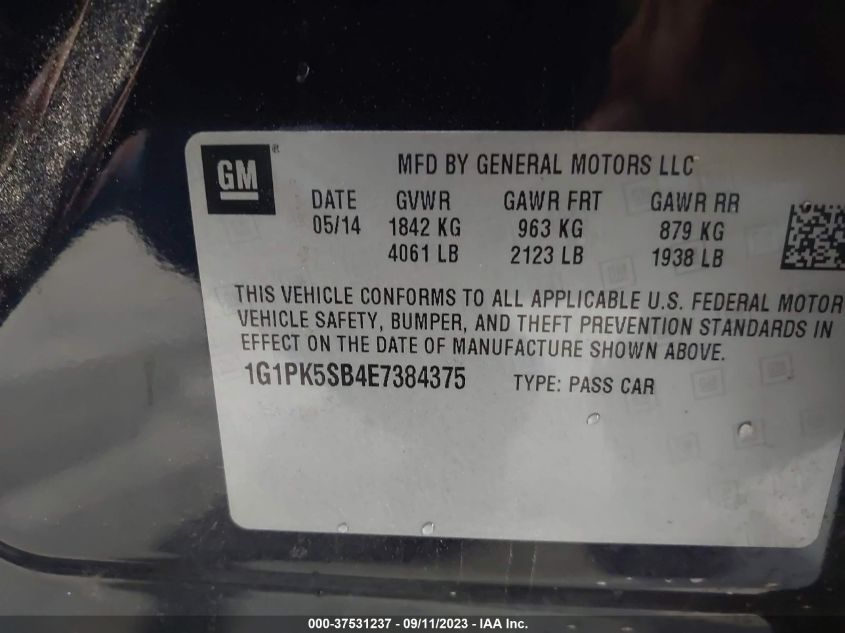 GM ®
MFD BY GENERAL MOTORS LLC
DATE GVWR GAWR FRT GAWR RR
05/14 1842 KG 963 KG 879 KG
4061 LB 2123 LB 1938 LB
THIS VEHICLE CONFORMS TO ALL APPLICABLE U.S. FEDERAL MOTOR
VEHICLE SAFETY, BUMPER, AND THEFT PREVENTION STANDARDS IN
EFFECT ON THE DATE OF MANUFACTURE SHOWN ABOVE.
1G1PK5SB4E7384375 TYPE: PASS CAR
000-37531237 - 09/11/2023 - IAA Inc.